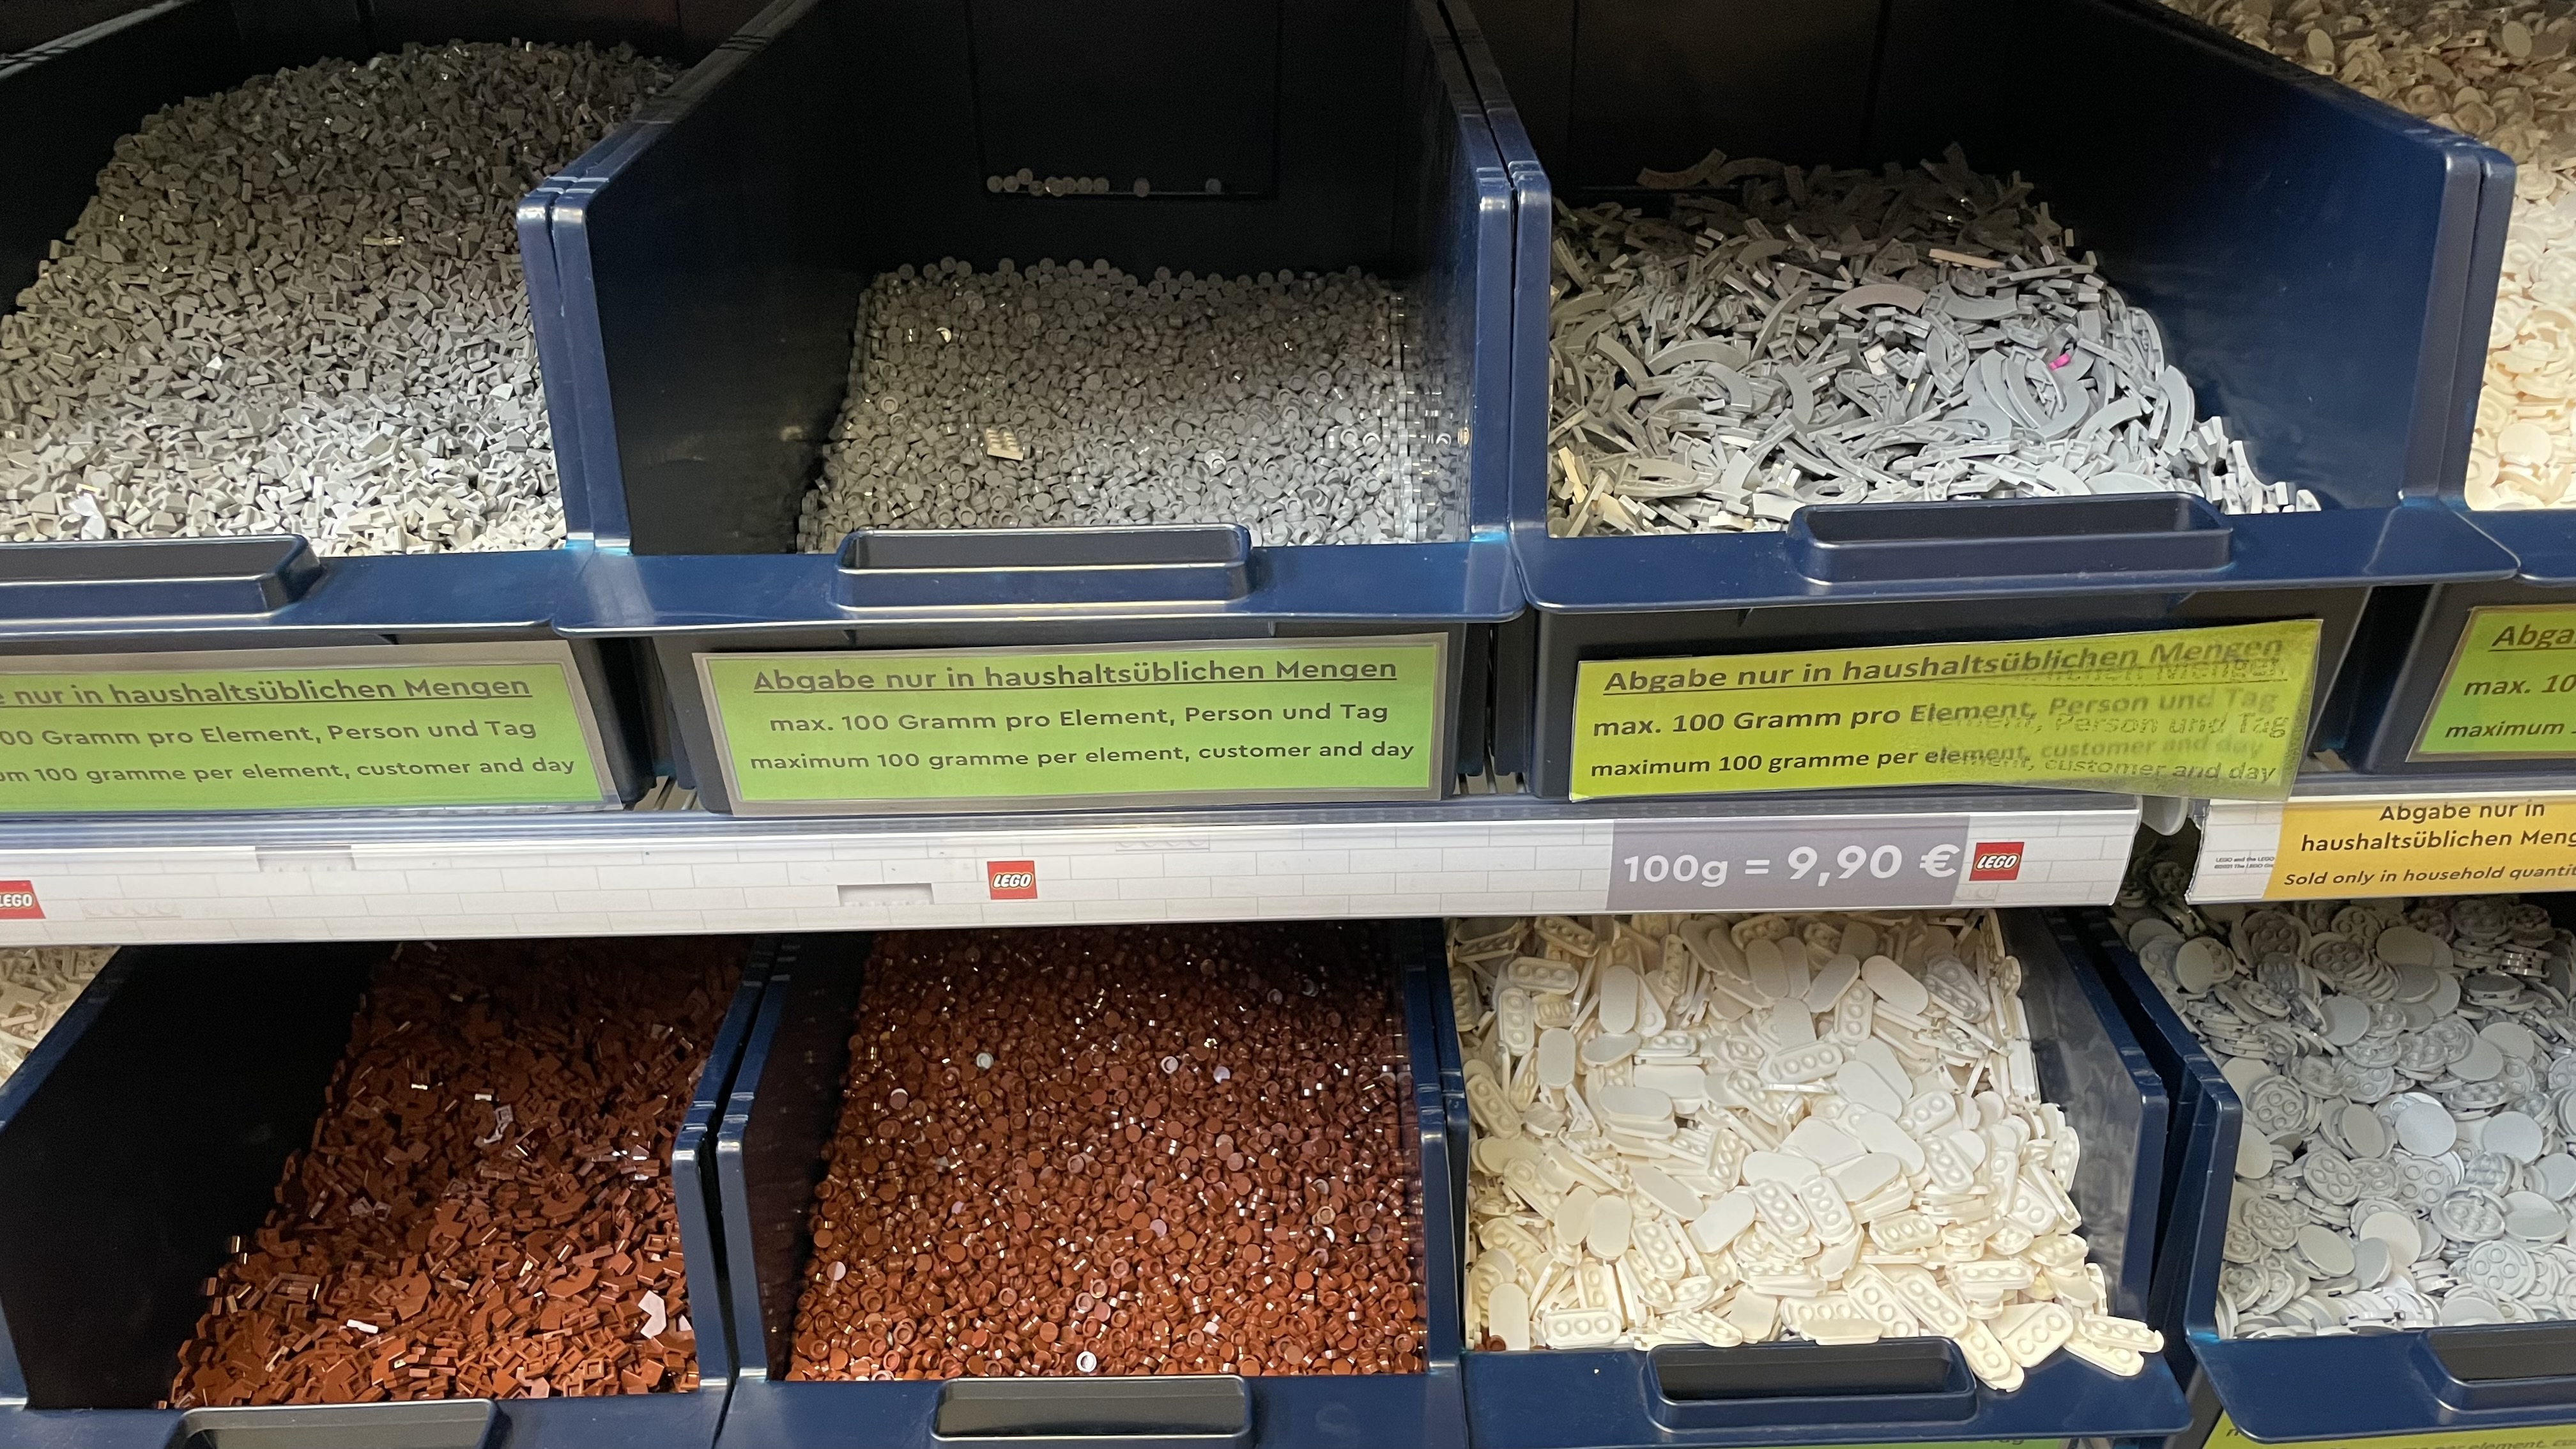 e nur in haushaltsüblichen Mengen
00 Gramm pro Element, Person und Tag
um 100 gramme per element, customer and day
Abgabe nur in haushaltsüblichen Mengen
max. 100 Gramm pro Element, Person und Tag
maximum 100 gramme per element, customer and day
Abgabe nur in haushaltsüblichen Mengen
max. 100 Gramm pro Element, Person und Tag
maximum 100 gramme per element, customer and day
Abga
max. 10
maximum
LEGO
LEGO
100g = 9,90 €
LEGO
Abgabe nur in
haushaltsüblichen Meng
Sold only in household quantit